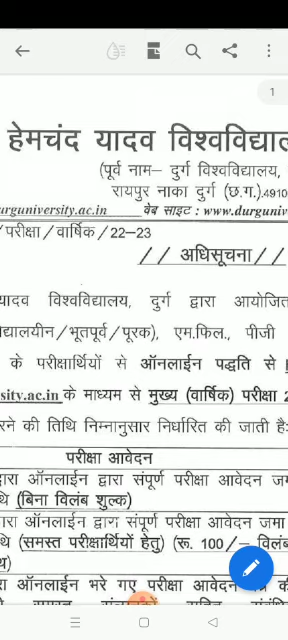 1
हेमचंद यादव विश्वविद्याल
(पूर्व नाम– दुर्ग विश्वविद्यालय,
रायपुर नाका दुर्ग (छ.ग.)4910
urguniversity.ac.in वेब साइट: www.durguniv
/परीक्षा/वार्षिक/22–23
// अधिसूचना//
यादव विश्वविद्यालय, दुर्ग द्वारा आयोजित
द्यालयीन/भूतपूर्व/पूरक), एम.फिल., पीजी
के परीक्षार्थियों से ऑनलाईन पद्धति से
sity.ac.in के माध्यम से मुख्य (वार्षिक) परीक्षा 2
रने की तिथि निम्नानुसार निर्धारित की जाती है:
परीक्षा आवेदन
द्वारा ऑनलाईन द्वारा संपूर्ण परीक्षा आवेदन जम
थि (बिना विलंब शुल्क)
द्वारा ऑनलाईन द्वारा संपूर्ण परीक्षा आवेदन जमा
थि (समस्त परीक्षार्थियों हेतु) (रू. 100/– विलंब
थ)
रा ऑनलाईन भरे गए परीक्षा आवेदन की